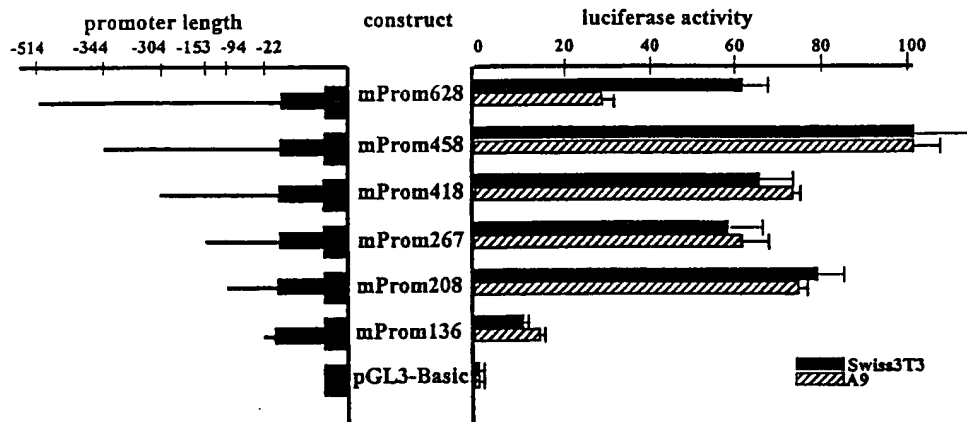 promoter length construct luciferase activity
-514 -344 -304 -153 -94 -22 0 20 40 60 80 100
mProm628
mProm458
mProm418
mProm267
mProm208
mProm136
pGL3-Basic
Swiss3T3
A9